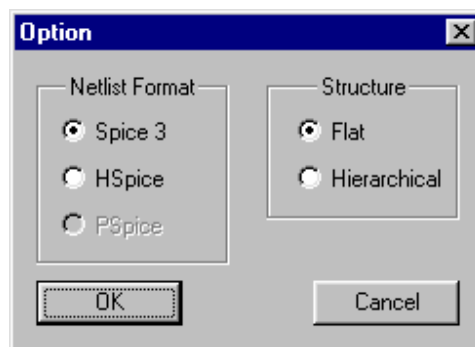 Option
Netlist Format
Spice 3
HSpice
PSpice
Structure
Flat
Hierarchical
OK
Cancel